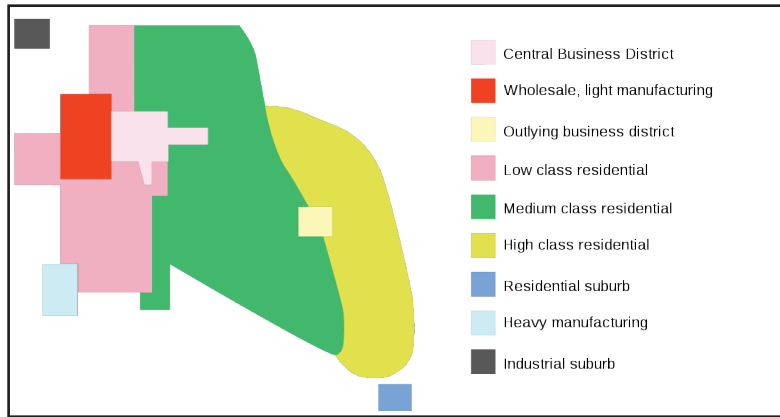 Central Business District
Wholesale, light manufacturing
Outlying business district
Low class residential
Medium class residential
High class residential
Residential suburb
Heavy manufacturing
Industrial suburb